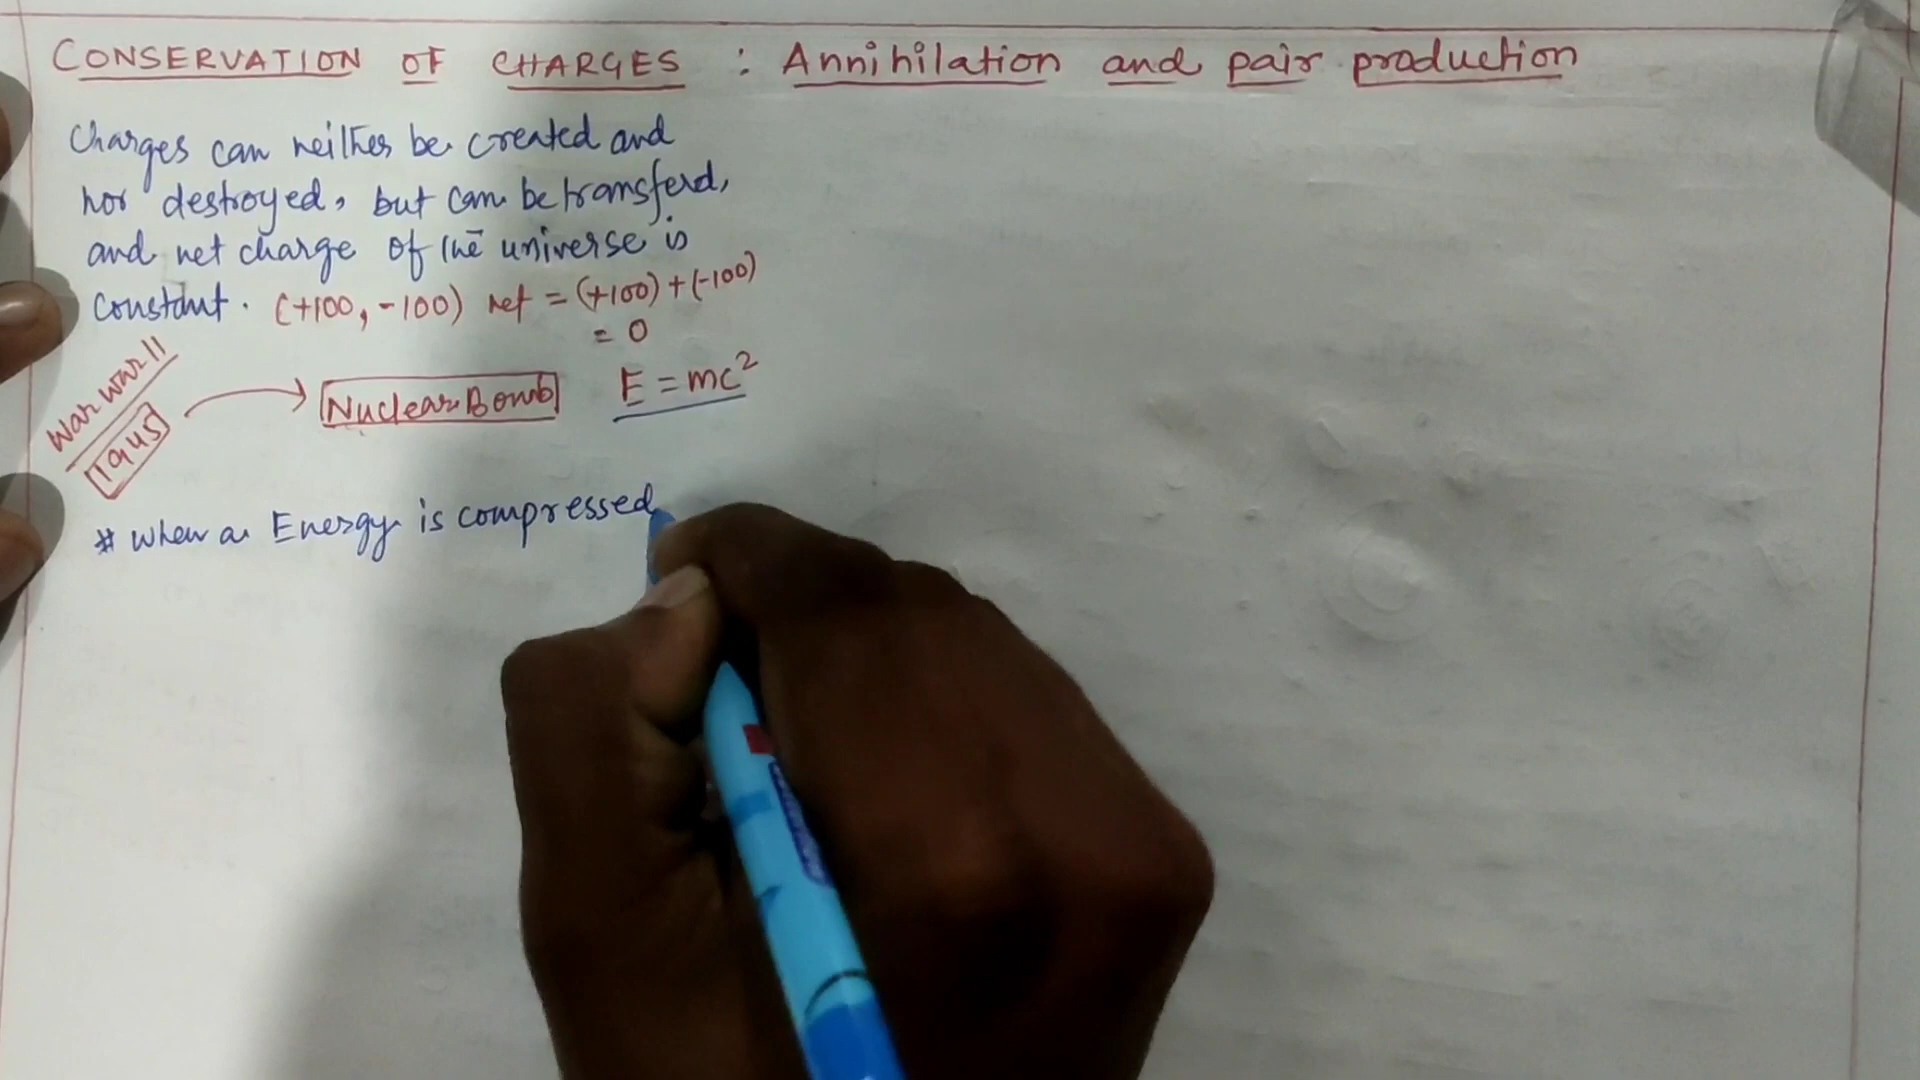 CONSERVATION OF CHARGES : Annihilation and pair production
Charges can neither be created and
nor destroyed, but can be transferd,
and net charge of the universe is
constant. (+100, -100) net = (+100) + (-100)
= 0
War war II
1945
Nuclear Bomb
E = mc²
* When a Energy is compressed